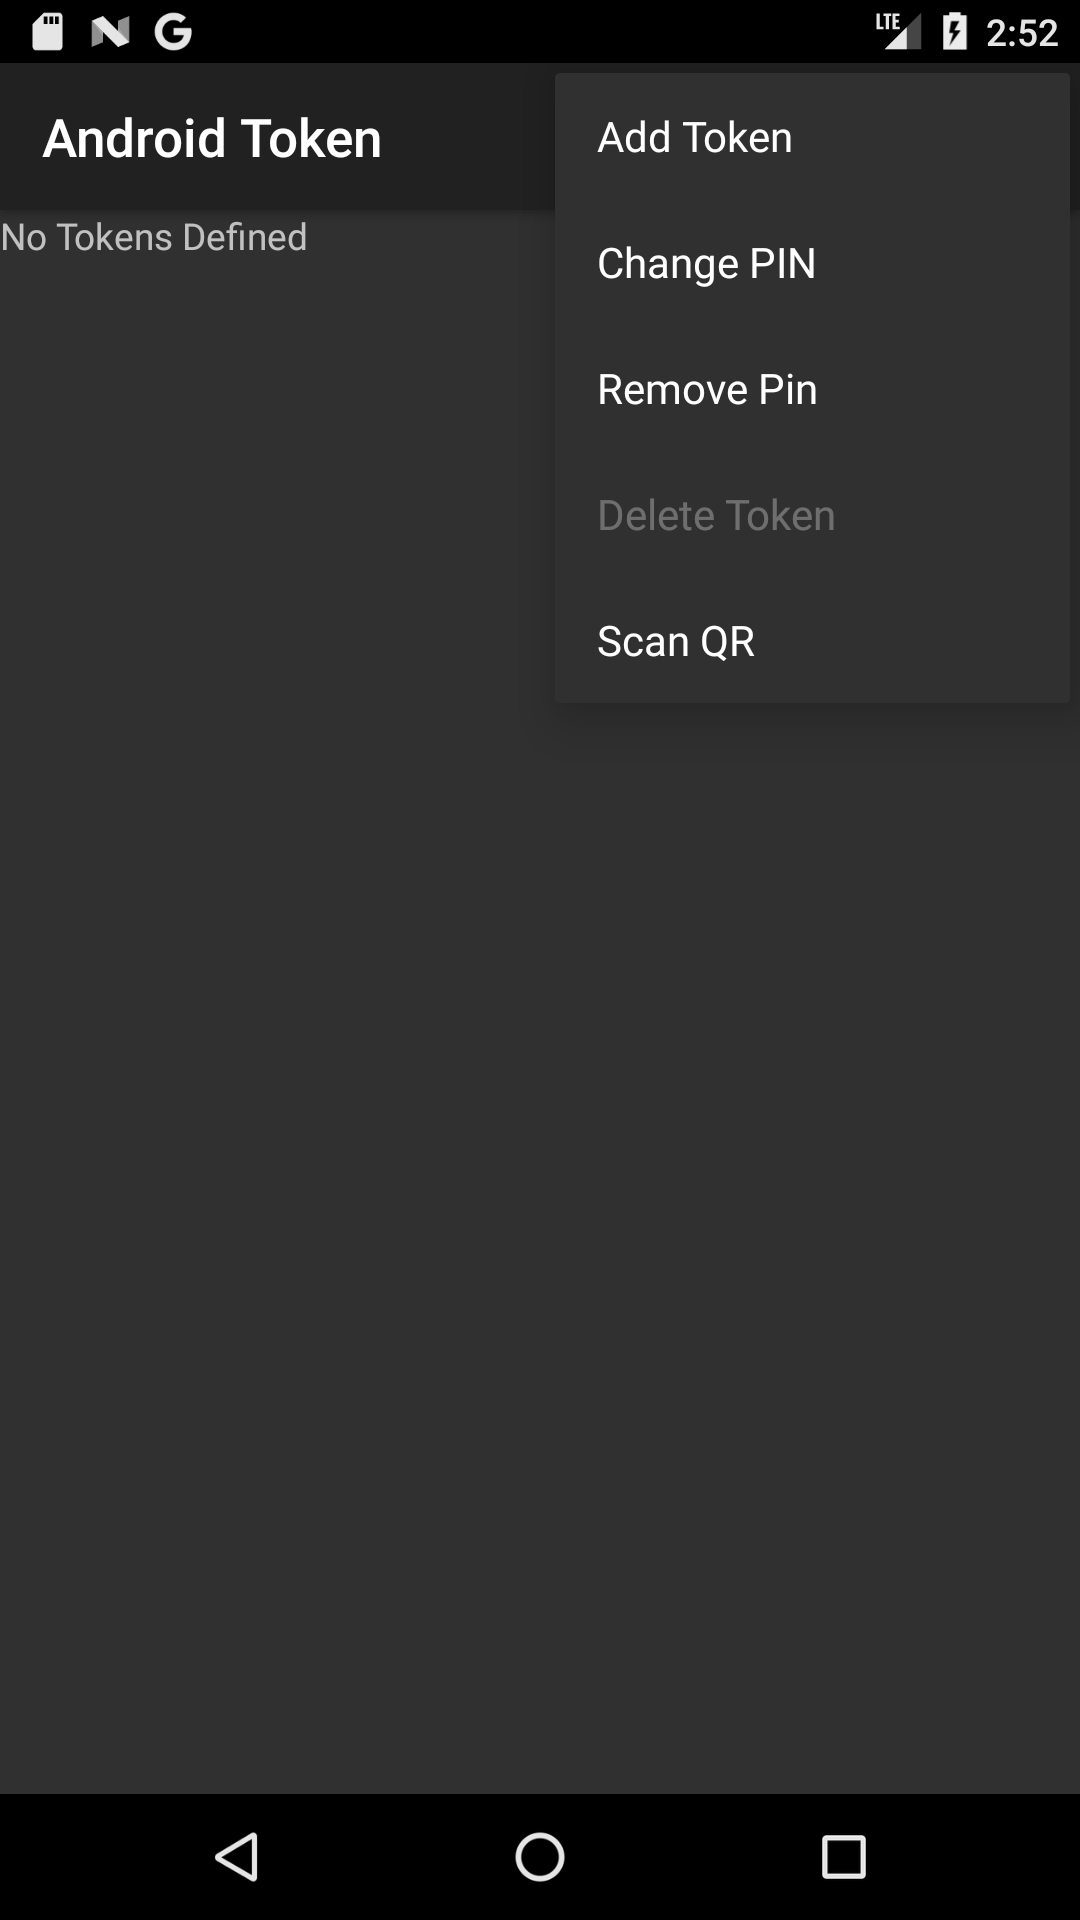 LTE 2:52
Android Token
No Tokens Defined
Add Token
Change PIN
Remove Pin
Delete Token
Scan QR